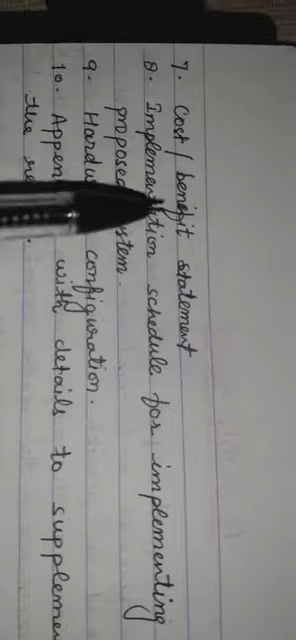 7. Cost / benefit statement
8. Implementation schedule for implementing
proposed system.
9. Hardw configuration.
10. Appen with details to supplemen
the re